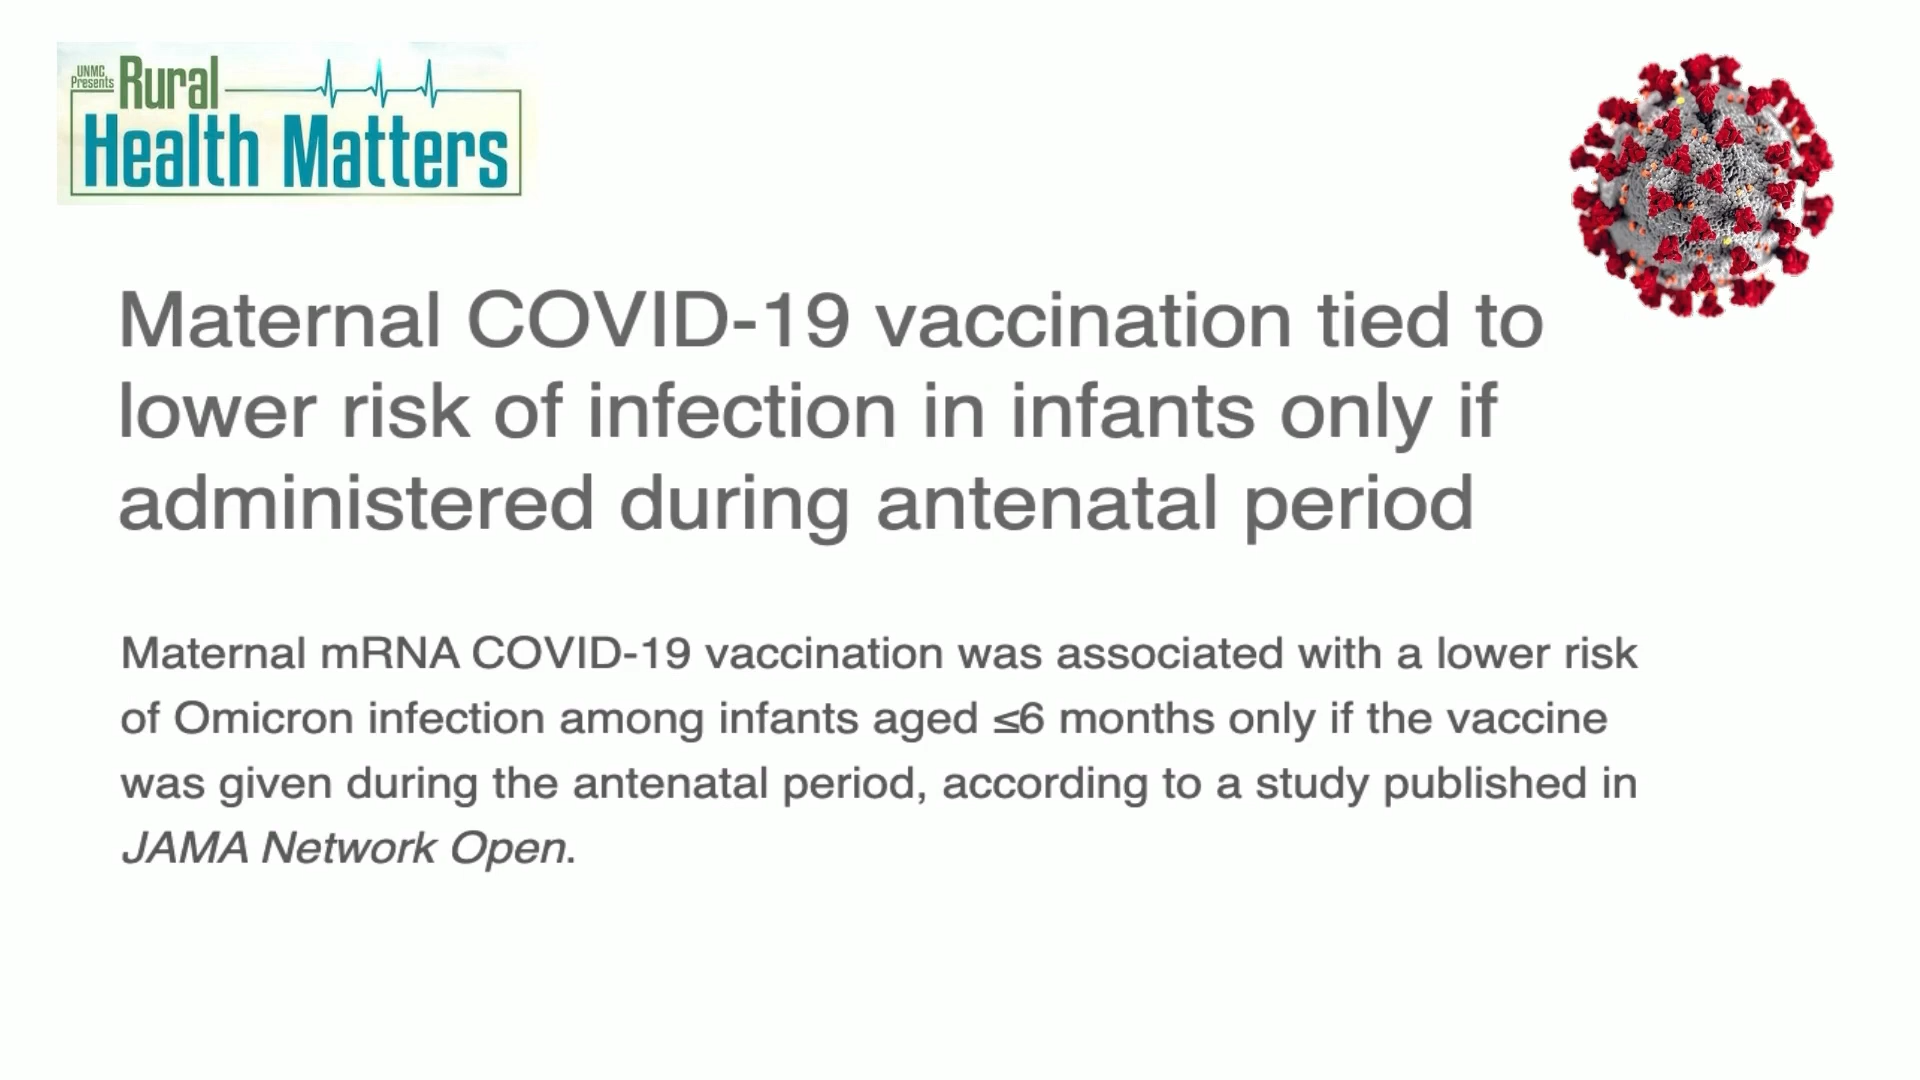 UNMC
Presents
Rural
Health Matters
Maternal COVID-19 vaccination tied to
lower risk of infection in infants only if
administered during antenatal period
Maternal mRNA COVID-19 vaccination was associated with a lower risk
of Omicron infection among infants aged ≤6 months only if the vaccine
was given during the antenatal period, according to a study published in
JAMA Network Open.